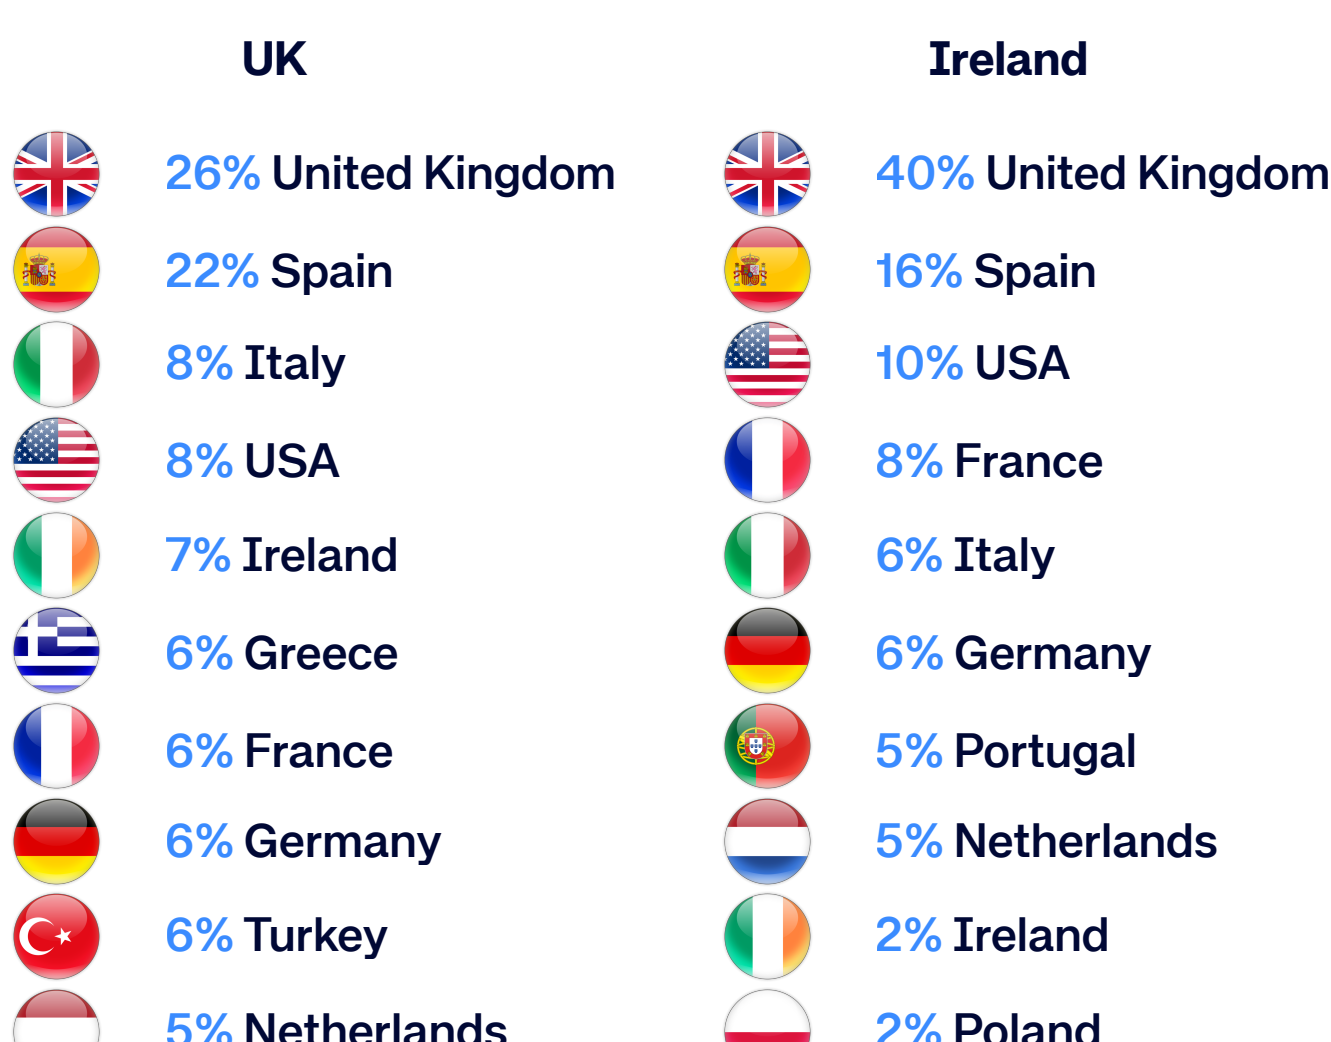 UK
26% United Kingdom
22% Spain
8% Italy
8% USA
7% Ireland
6% Greece
6% France
6% Germany
6% Turkey
5% Netherlands
Ireland
40% United Kingdom
16% Spain
10% USA
8% France
6% Italy
6% Germany
5% Portugal
5% Netherlands
2% Ireland
2% Poland